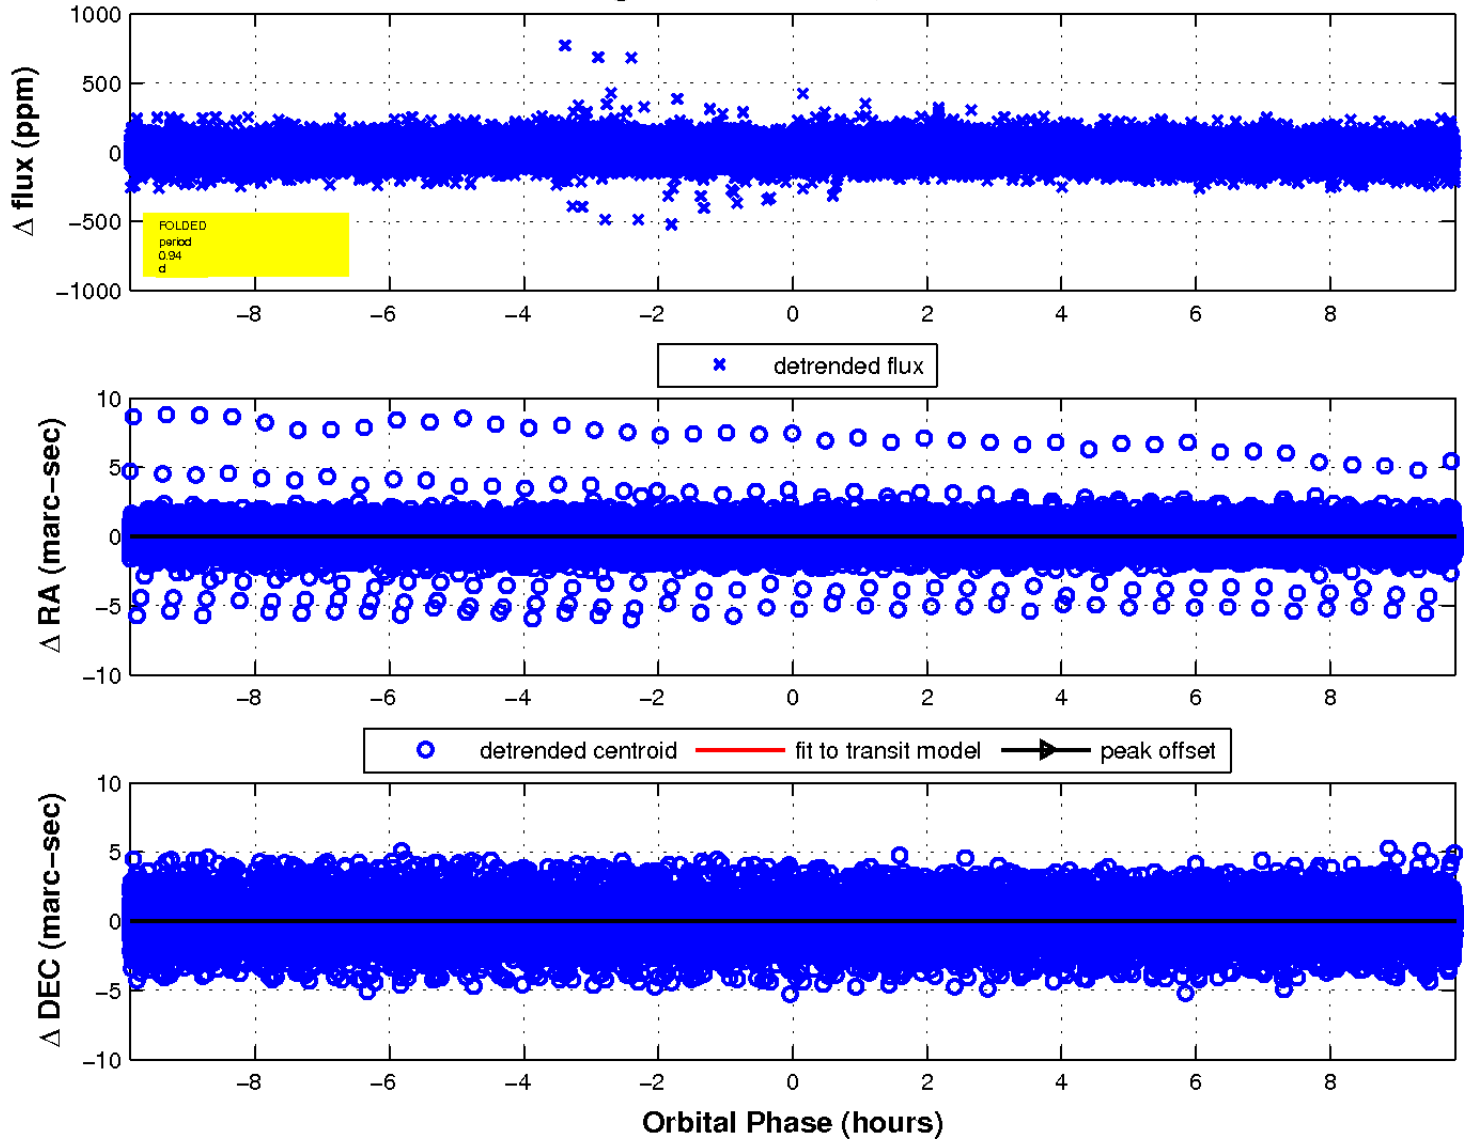 1000
500
0
−500
−1000
Δ flux (ppm)
FOLDED
period
0.94
d
−8 −6 −4 −2 0 2 4 6 8
detrended flux
10
5
0
−5
−10
Δ RA (marc−sec)
−8 −6 −4 −2 0 2 4 6 8
detrended centroid fit to transit model peak offset
10
5
0
−5
−10
Δ DEC (marc−sec)
−8 −6 −4 −2 0 2 4 6 8
Orbital Phase (hours)